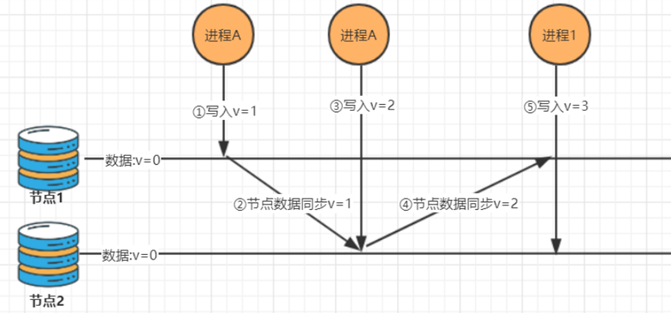 进程A
进程A
进程1
①写入v=1
③写入v=2
⑤写入v=3
数据:v=0
节点1
②节点数据同步v=1
④节点数据同步v=2
数据:v=0
节点2